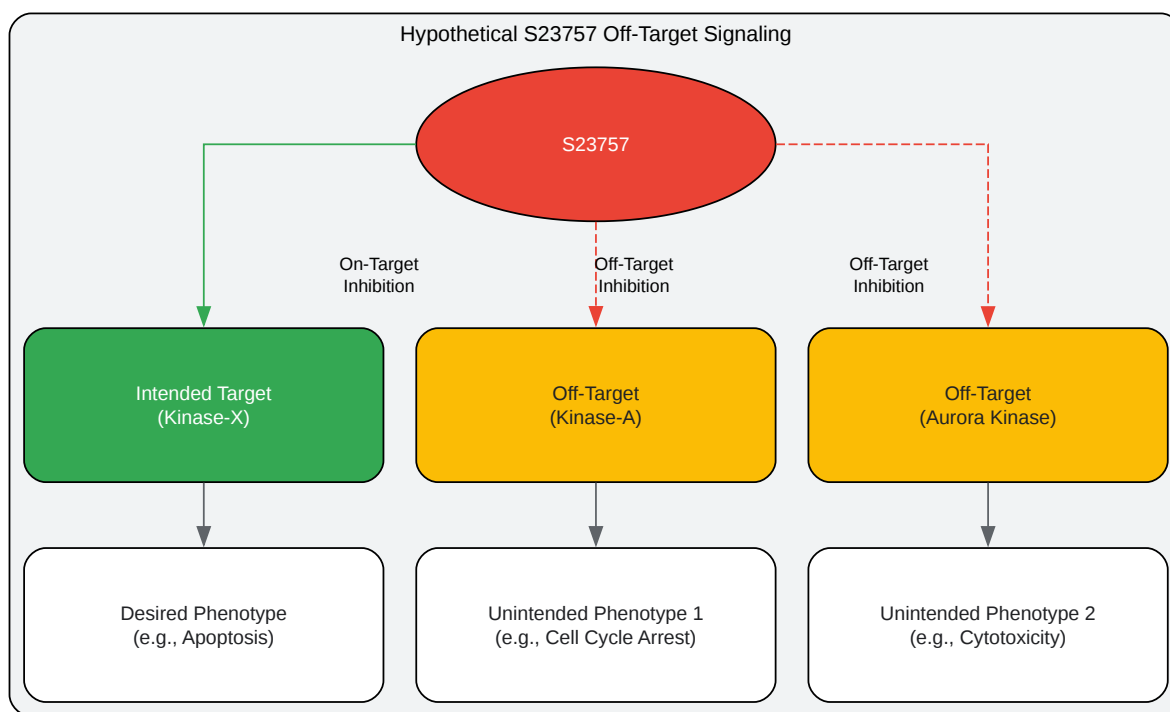 Hypothetical S23757 Off-Target Signaling
S23757
On-Target
Inhibition
Off-Target
Inhibition
Off-Target
Inhibition
Intended Target
(Kinase-X)
Off-Target
(Kinase-A)
Off-Target
(Aurora Kinase)
Desired Phenotype
(e.g., Apoptosis)
Unintended Phenotype 1
(e.g., Cell Cycle Arrest)
Unintended Phenotype 2
(e.g., Cytotoxicity)